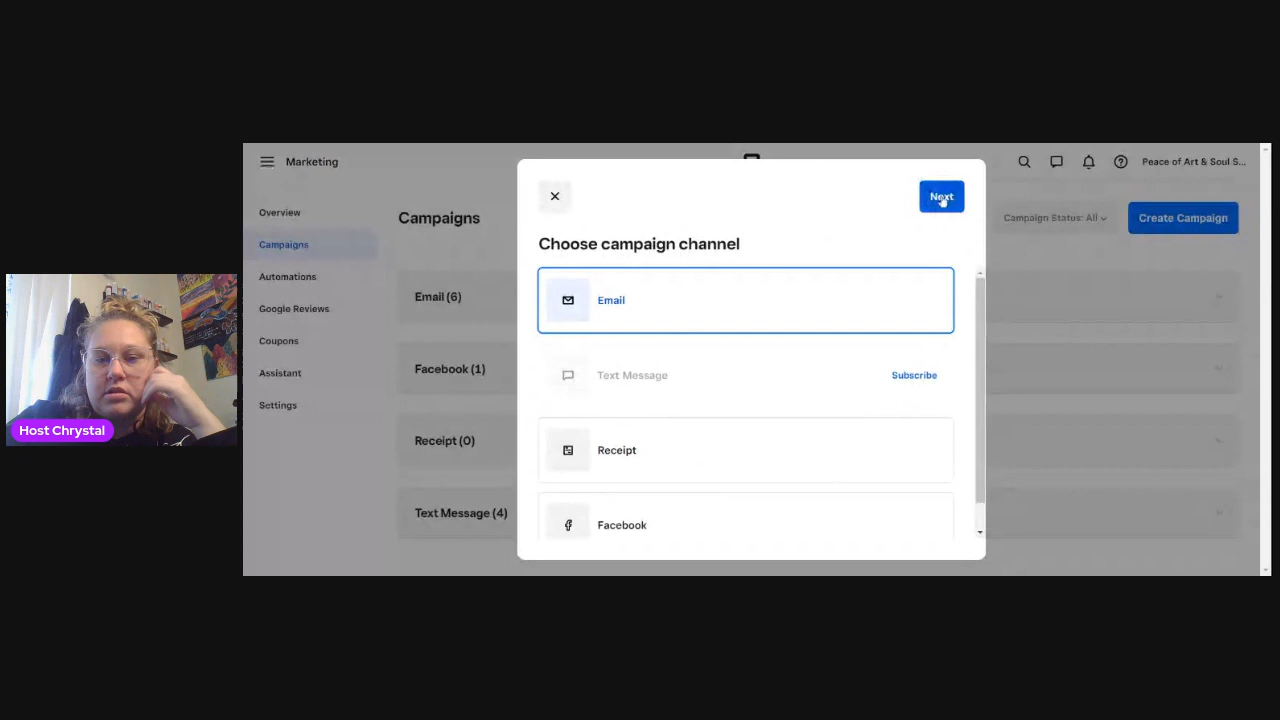 Marketing
Peace of Art & Soul S...
Overview
Campaigns
Automations
Google Reviews
Coupons
Assistant
Settings
Campaigns
Campaign Status: All
Create Campaign
Email (6)
Facebook (1)
Receipt (0)
Text Message (4)
Next
Choose campaign channel
Email
Text Message
Subscribe
Receipt
Facebook
Host Chrystal